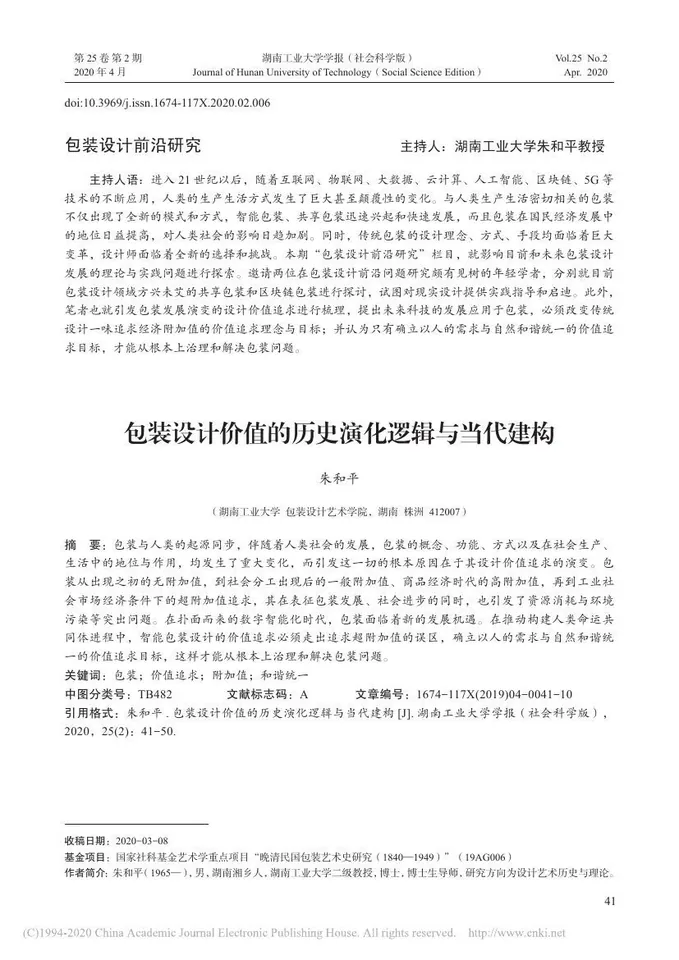 第 25 卷第 2 期 湖南工业大学学报（社会科学版） Vol.25 No.2
2020 年 4 月 Journal of Hunan University of Technology（Social Science Edition） Apr. 2020
doi:10.3969/j.issn.1674-117X.2020.02.006
包装设计前沿研究 主持人：湖南工业大学朱和平教授
主持人语：进入 21 世纪以后，随着互联网、物联网、大数据、云计算、人工智能、区块链、5G 等
技术的不断应用，人类的生产生活方式发生了巨大甚至颠覆性的变化。与人类生产生活密切相关的包装
不仅出现了全新的模式和方式，智能包装、共享包装迅速兴起和快速发展，而且包装在国民经济发展中
的地位日益提高，对人类社会的影响日趋加剧。同时，传统包装的设计理念、方式、手段均面临着巨大
变革，设计师面临着全新的选择和挑战。本期“包装设计前沿研究”栏目，就影响目前和未来包装设计
发展的理论与实践问题进行探索。邀请两位在包装设计前沿问题研究颇有见树的年轻学者，分别就目前
包装设计领域方兴未艾的共享包装和区块链包装进行探讨，试图对现实设计提供实践指导和启迪。此外，
笔者也就引发包装发展演变的设计价值追求进行梳理，提出未来科技的发展应用于包装，必须改变传统
设计一味追求经济附加值的价值追求理念与目标；并认为只有确立以人的需求与自然和谐统一的价值追
求目标，才能从根本上治理和解决包装问题。
包装设计价值的历史演化逻辑与当代建构
朱和平
（湖南工业大学 包装设计艺术学院，湖南 株洲 412007）
摘 要：包装与人类的起源同步，伴随着人类社会的发展，包装的概念、功能、方式以及在社会生产、
生活中的地位与作用，均发生了重大变化，而引发这一切的根本原因在于其设计价值追求的演变。包
装从出现之初的无附加值，到社会分工出现后的一般附加值、商品经济时代的高附加值，再到工业社
会市场经济条件下的超附加值追求，其在表征包装发展、社会进步的同时，也引发了资源消耗与环境
污染等突出问题。在扑面而来的数字智能化时代，包装面临着新的发展机遇。在推动构建人类命运共
同体进程中，智能包装设计的价值追求必须走出追求超附加值的误区，确立以人的需求与自然和谐统
一的价值追求目标，这样才能从根本上治理和解决包装问题。
关键词：包装；价值追求；附加值；和谐统一
中图分类号：TB482 文献标志码：A 文章编号：1674-117X(2019)04-0041-10
引用格式：朱和平 . 包装设计价值的历史演化逻辑与当代建构 [J]. 湖南工业大学学报（社会科学版），
2020，25(2)：41-50.
收稿日期：2020-03-08
基金项目：国家社科基金艺术学重点项目“晚清民国包装艺术史研究（1840—1949）”（19AG006）
作者简介：朱和平（1965—），男，湖南湘乡人，湖南工业大学二级教授，博士，博士生导师，研究方向为设计艺术历史与理论。
41
(C)1994-2020 China Academic Journal Electronic Publishing House. All rights reserved. http://www.cnki.net